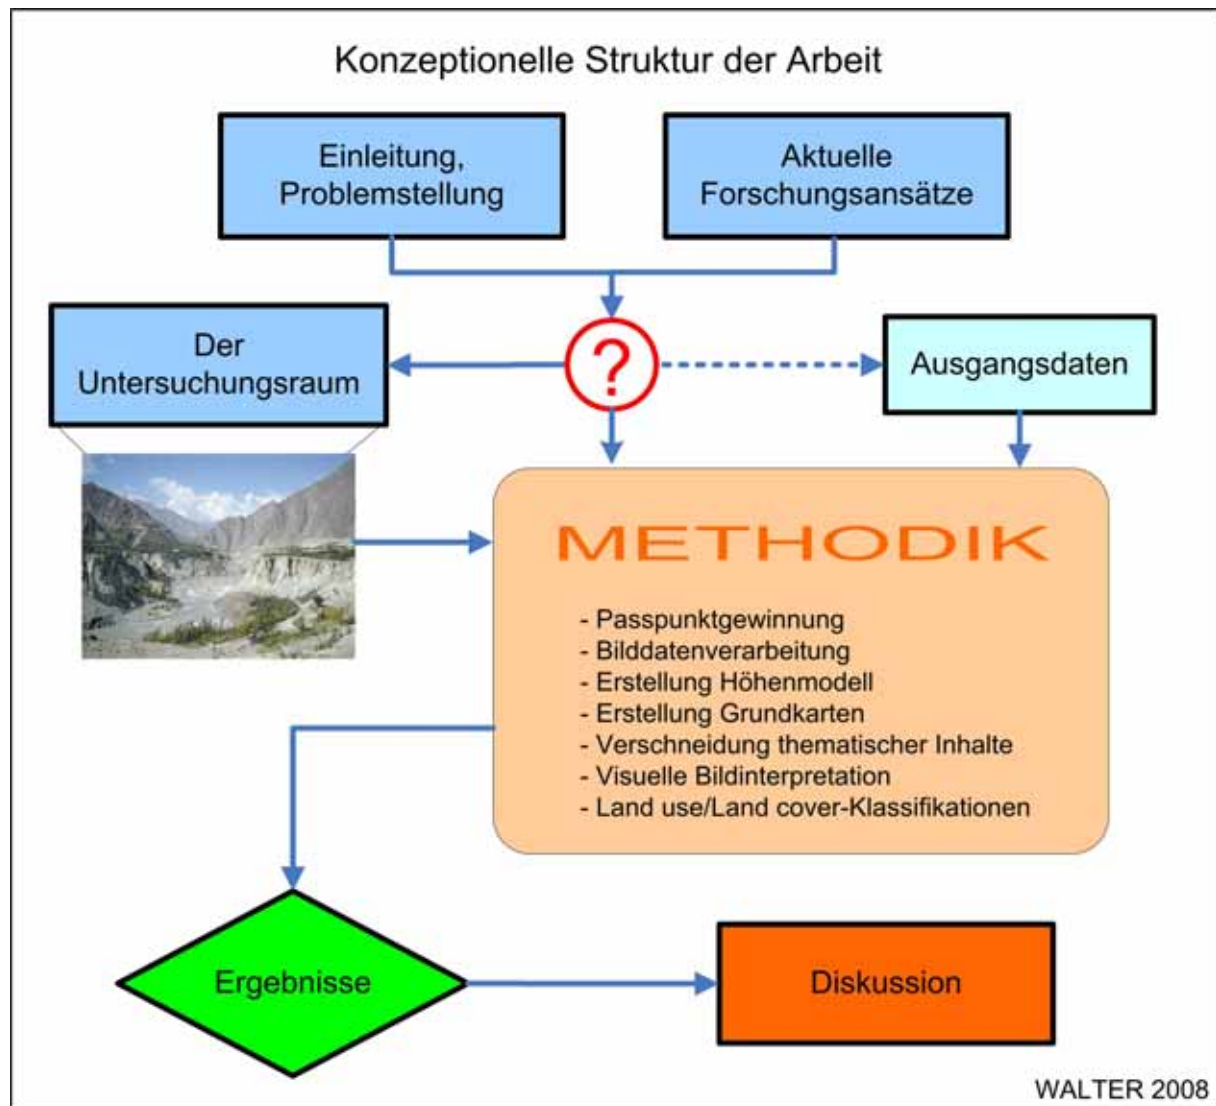 Konzeptionelle Struktur der Arbeit
Einleitung,
Problemstellung
Aktuelle
Forschungsansätze
Der
Untersuchungsraum
?
Ausgangsdaten
METHODIK
- Passpunktgewinnung
- Bilddatenverarbeitung
- Erstellung Höhenmodell
- Erstellung Grundkarten
- Verschneidung thematischer Inhalte
- Visuelle Bildinterpretation
- Land use/Land cover-Klassifikationen
Ergebnisse
Diskussion
WALTER 2008